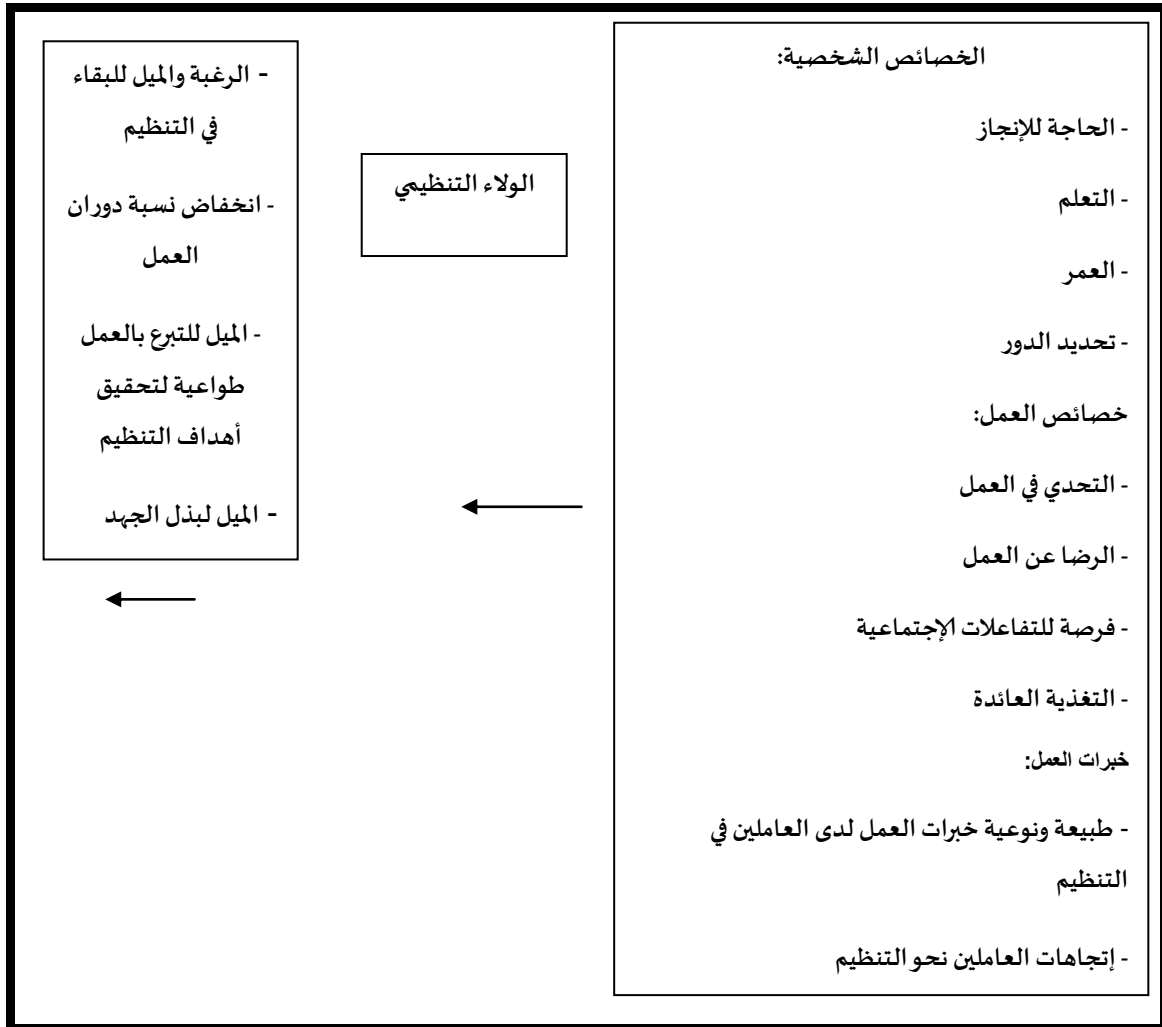 الخصائص الشخصية:
- الحاجة للإنجاز
- التعلم
- العمر
- تحديد الدور
خصائص العمل:
- التحدي في العمل
- الرضا عن العمل
- فرصة للتفاعلات الإجتماعية
- التغذية العائدة
خبرات العمل:
- طبيعة ونوعية خبرات العمل لدى العاملين في
التنظيم
- إتجاهات العاملين نحو التنظيم
الولاء التنظيمي
- الرغبة والميل للبقاء
في التنظيم
- انخفاض نسبة دوران
العمل
- الميل للتبرع بالعمل
طواعية لتحقيق
أهداف التنظيم
- الميل لبذل الجهد